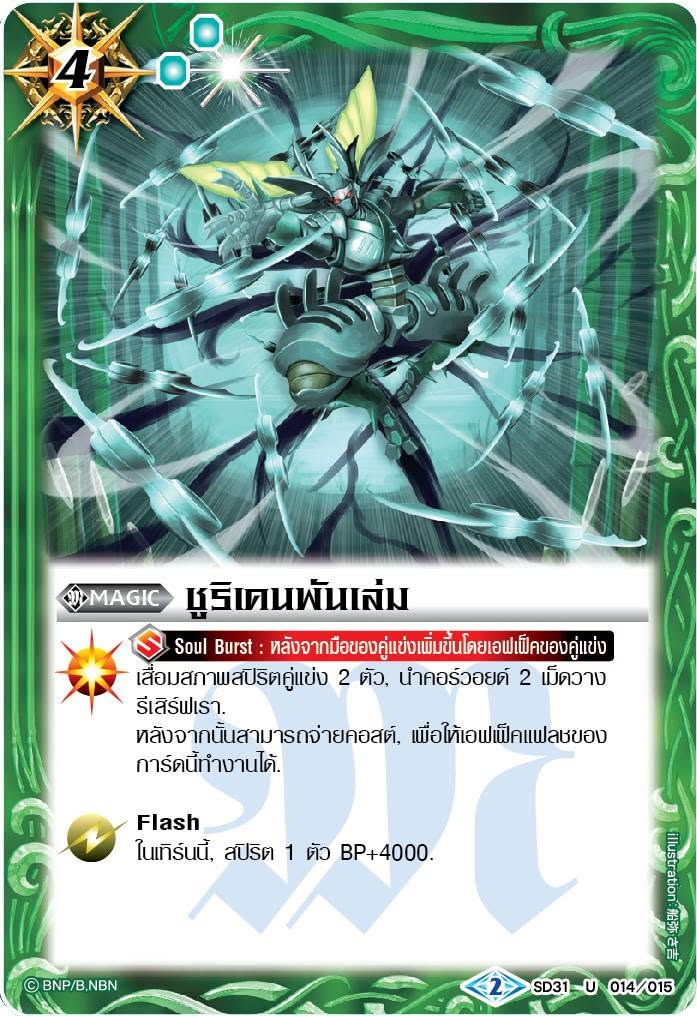 4
MAGIC ชูริเคนพันเล่ม
S Soul Burst : หลังจากมือของคู่แข่งเพิ่มขึ้นโดยเอฟเฟ็คของคู่แข่ง
เสื่อมสภาพสปิริตคู่แข่ง 2 ตัว, นำคอร์วอยด์ 2 เม็ดวาง
รีเสิร์ฟเรา.
หลังจากนั้นสามารถจ่ายคอสต์, เพื่อให้เอฟเฟ็คแฟลชของ
การ์ดนี้ทำงานได้.
Flash
ในเทิร์นนี้, สปิริต 1 ตัว BP+4000.
illustration:船弥さ吉
©BNP/B,NBN
2 SD31 U 014/015